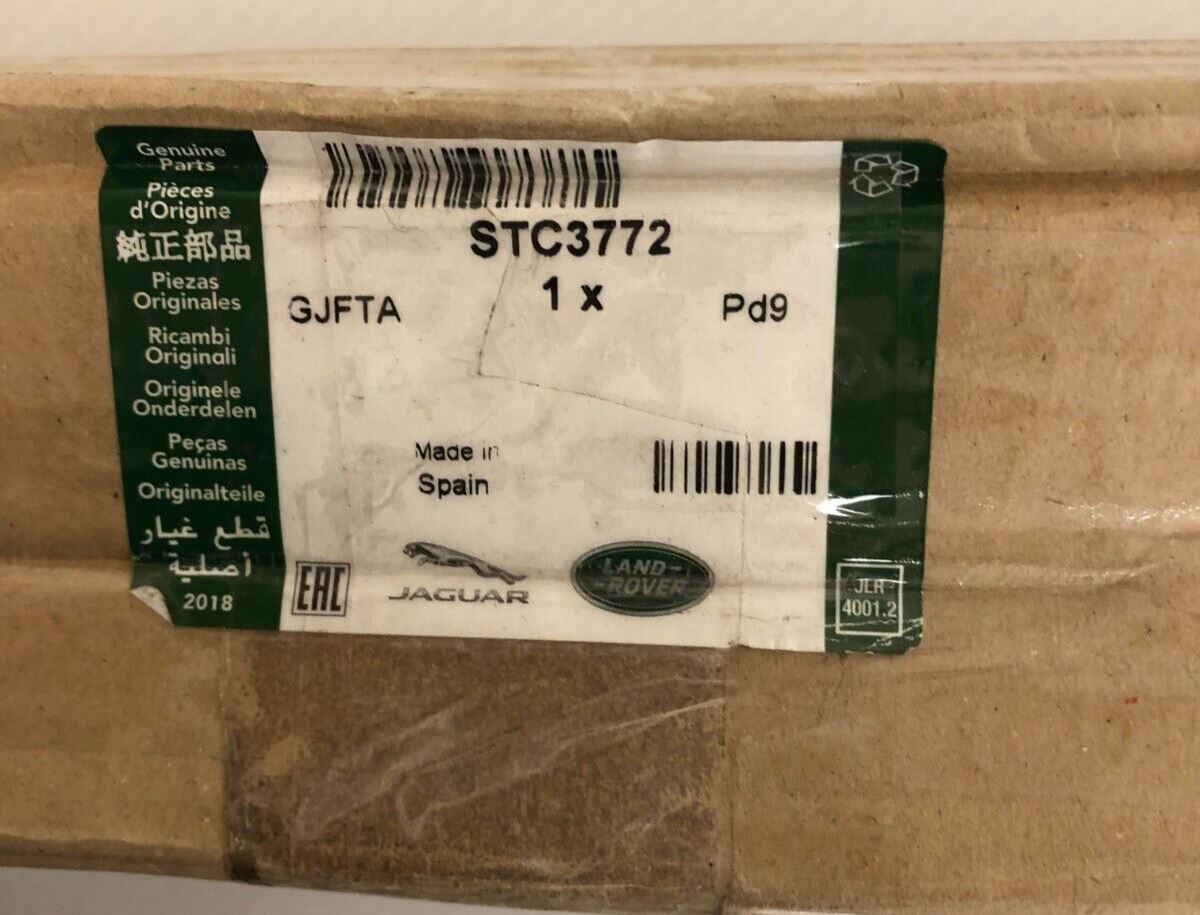 Genuine
Parts
Pièces
d'Origine
純正部品
Piezas
Originales
Ricambi
Originali
Originele
Onderdelen
Peças
Genuinas
Originalteile
قطع غيار
أصلية
2018
STC3772
1 x
GJFTA
Pd9
Made in
Spain
EAC
JAGUAR
LAND-
-ROVER
JLR
4001.2